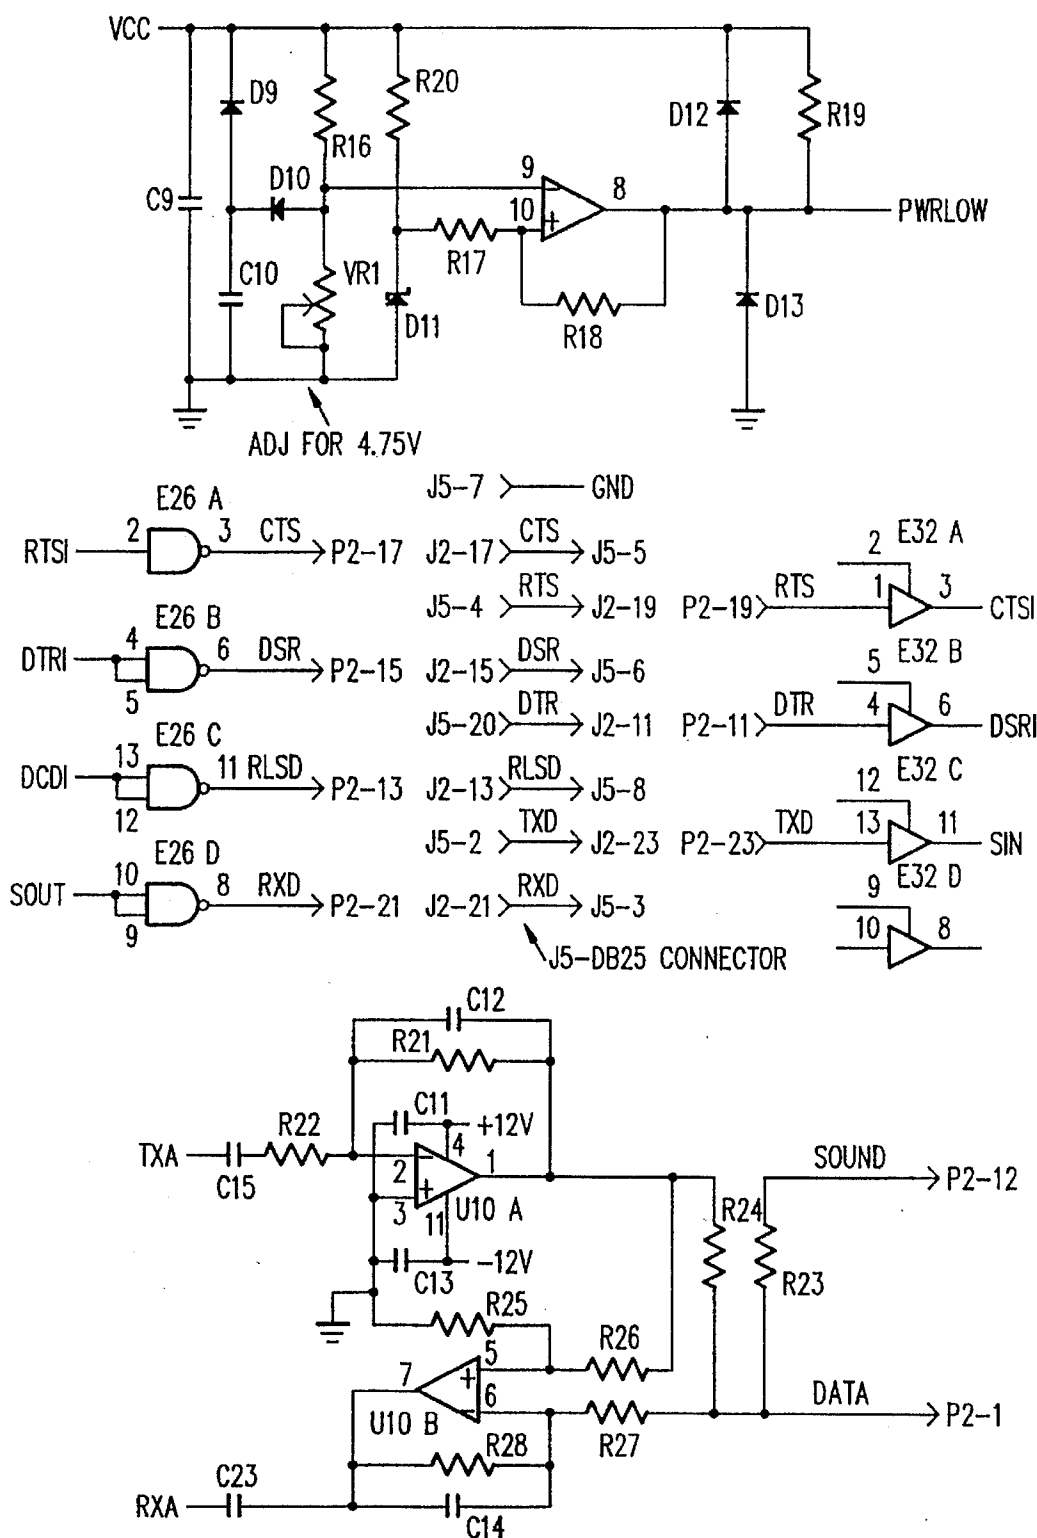 VCC
D9
R16
R20
D12
R19
D10
9
8
C9
10
PWRLOW
C10
VR1
R17
D11
R18
D13
ADJ FOR 4.75V
J5-7 GND
E26 A
2 3 CTS
RTSI P2-17 J2-17 CTS J5-5
2 E32 A
J5-4 RTS J2-19 P2-19 RTS 1 3 CTSI
E26 B
4 6 DSR
DTRI P2-15 J2-15 DSR J5-6
5
5 E32 B
J5-20 DTR J2-11 P2-11 DTR 4 6 DSRI
E26 C
13 11 RLSD
DCDI P2-13 J2-13 RLSD J5-8
12
12 E32 C
J5-2 TXD J2-23 P2-23 TXD 13 11 SIN
E26 D
10 8 RXD
SOUT P2-21 J2-21 RXD J5-3
9
9 E32 D
10 8
J5-DB25 CONNECTOR
C12
R21
C11
+12V
R22
4
TXA
C15
2
1
3
11
U10 A
C13
-12V
SOUND P2-12
R24
R23
R25
R26
5
7
6
U10 B
R27
DATA P2-1
R28
C23
RXA
C14